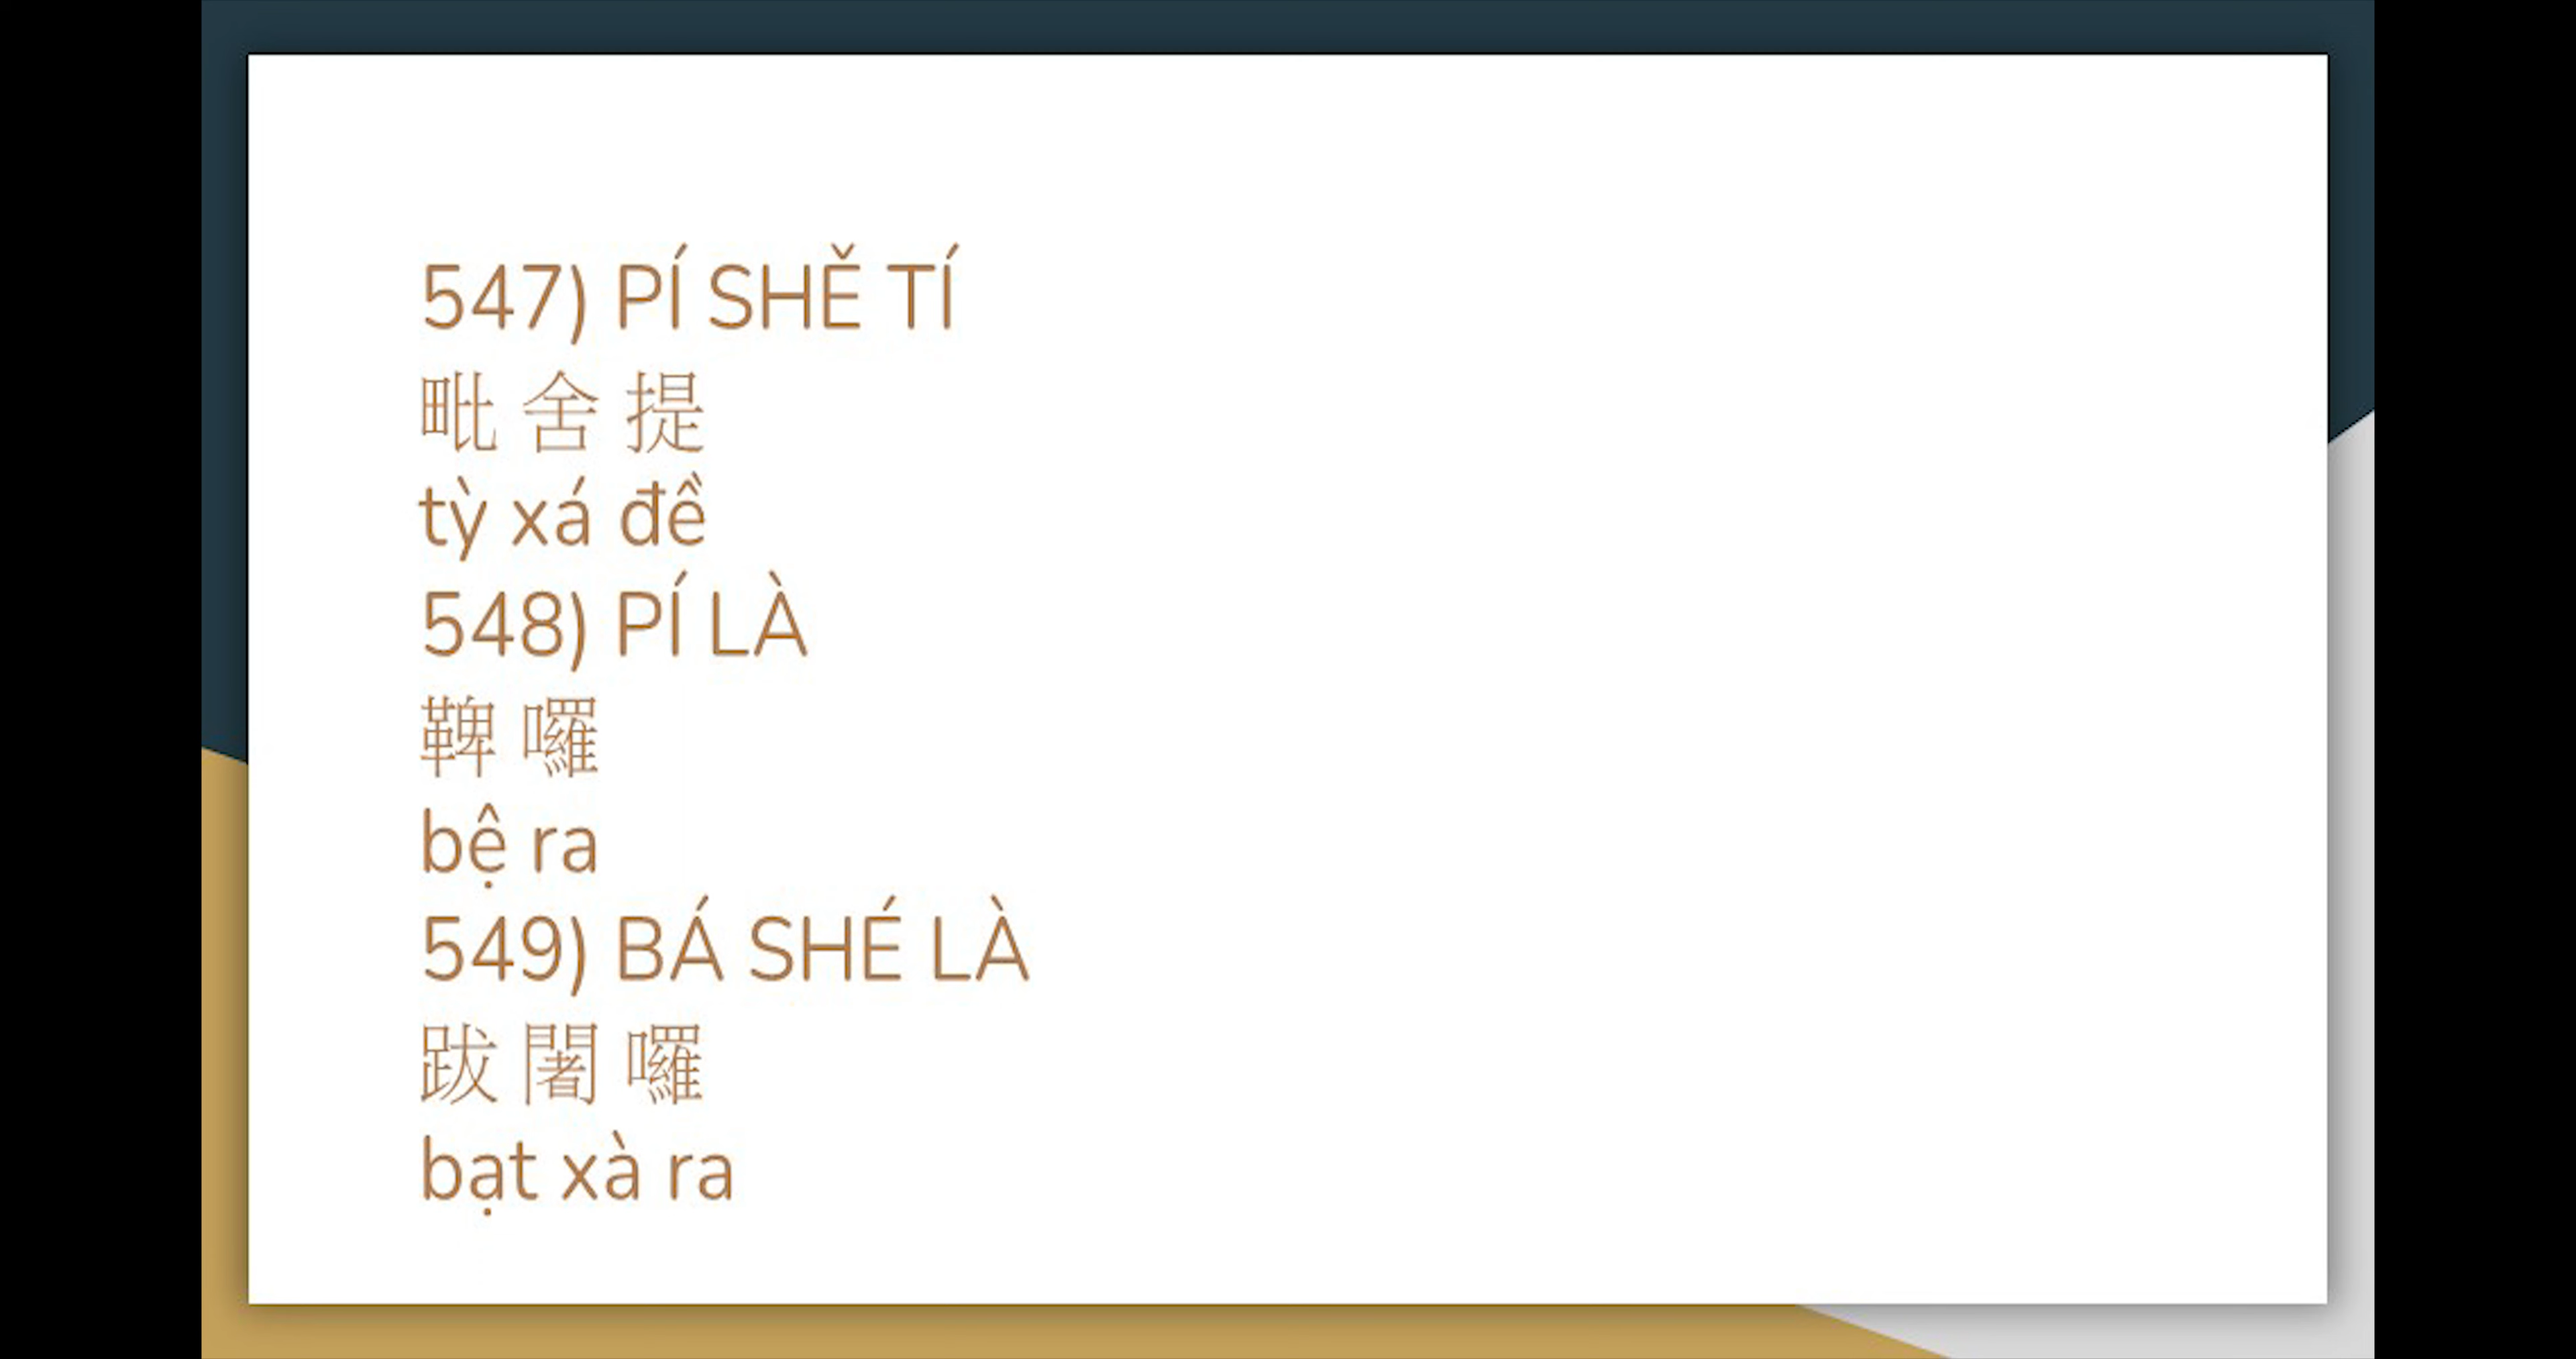 547) PÍ SHĚ TÍ
毗 舍 提
tỳ xá đề
548) PÍ LÀ
鞞 囉
bệ ra
549) BÁ SHÉ LÀ
跋 闍 囉
bạt xà ra